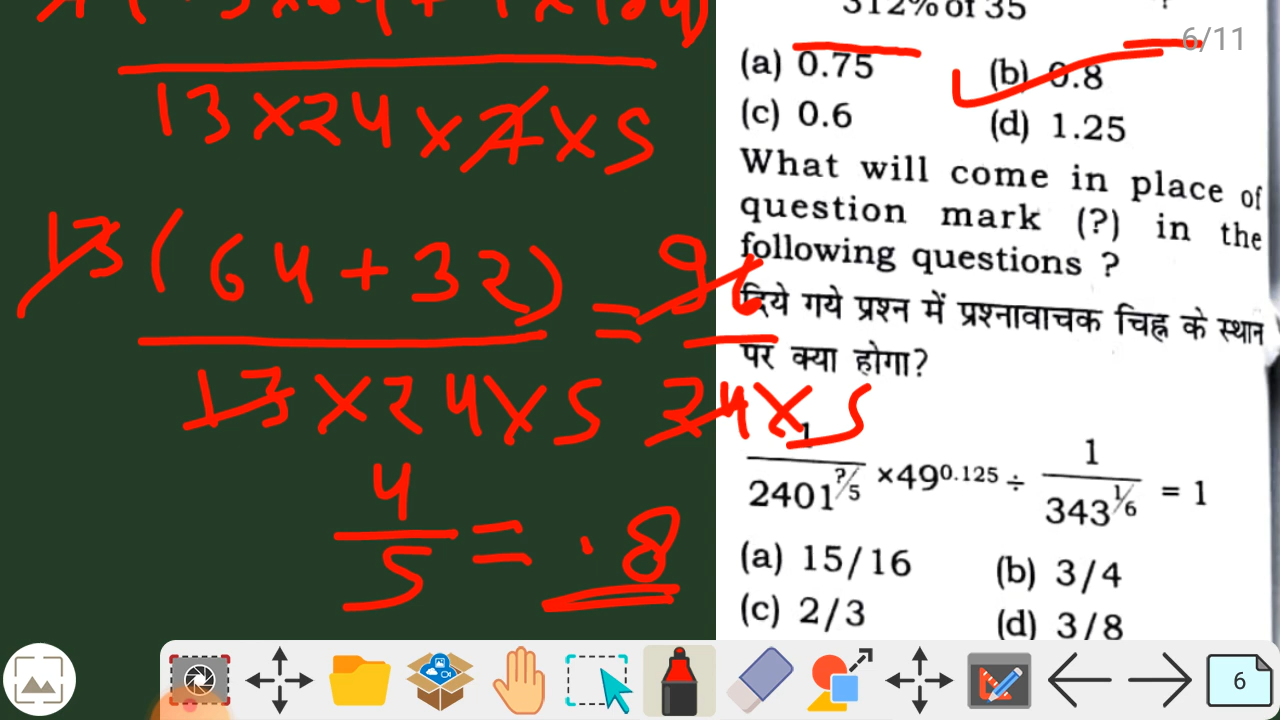 13×24×4×5
13(64+32) = 96
13×24×5 24×5
4
5 = .8
312% of 35
6/11
(a) 0.75 (b) 0.8
(c) 0.6 (d) 1.25
What will come in place of
question mark (?) in the
following questions ?
दिये गये प्रश्न में प्रश्नावाचक चिह्न के स्थान
पर क्या होगा?
1/2401^?/5 ×49^0.125 ÷ 1/343^1/6 = 1
(a) 15/16 (b) 3/4
(c) 2/3 (d) 3/8
6